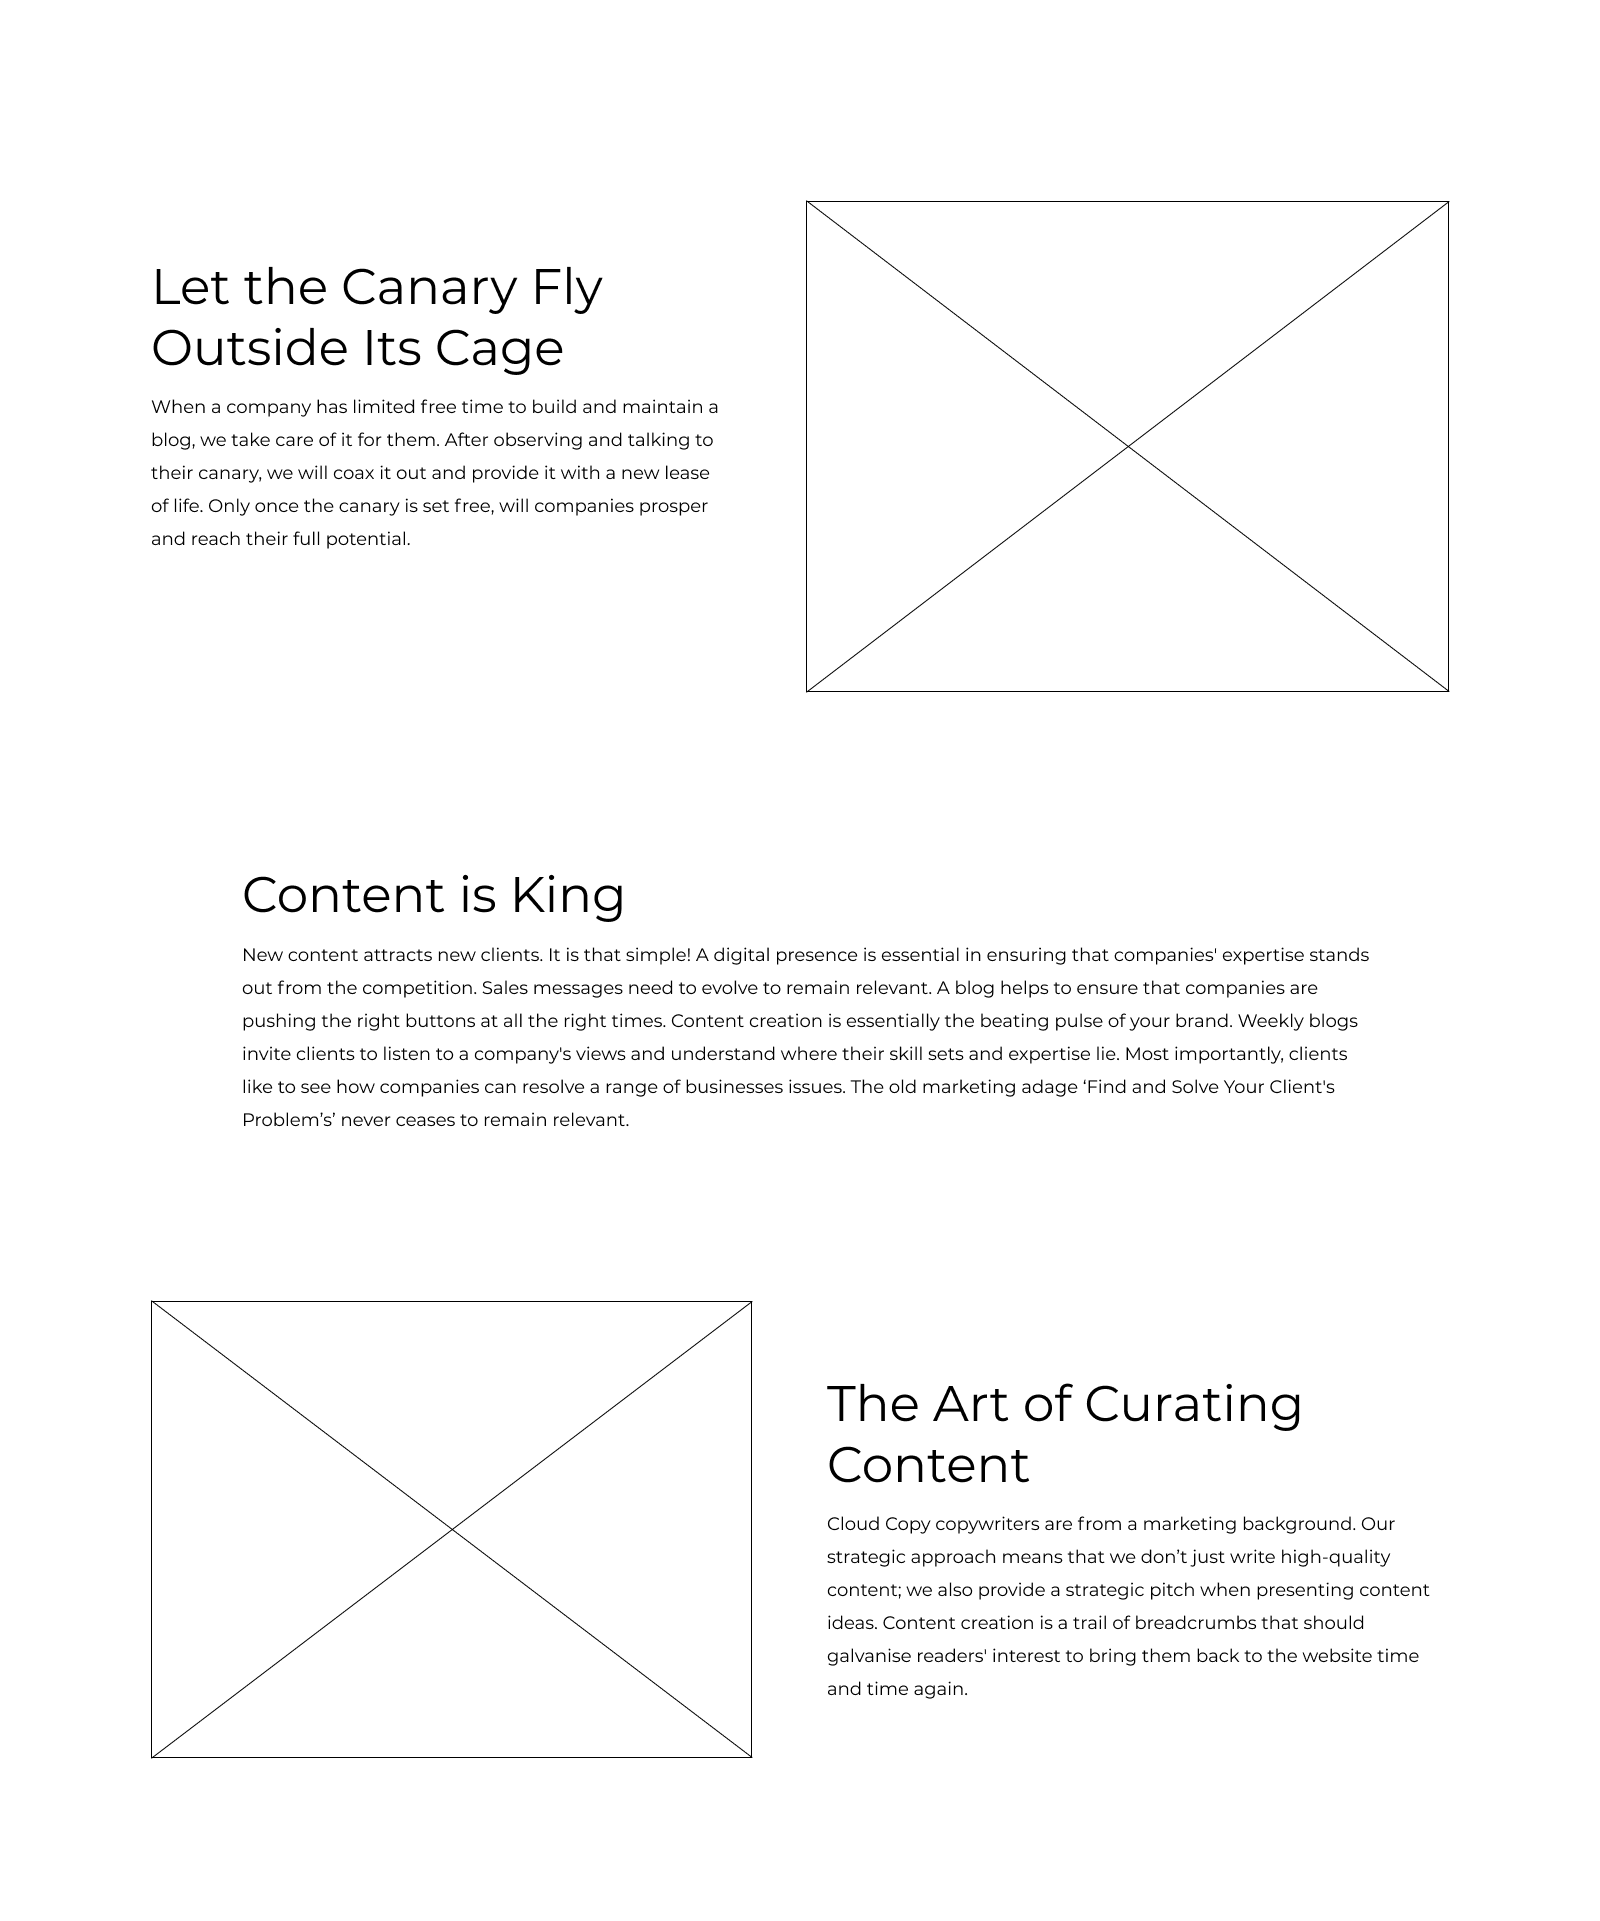 Let the Canary Fly
Outside Its Cage
When a company has limited free time to build and maintain a
blog, we take care of it for them. After observing and talking to
their canary, we will coax it out and provide it with a new lease
of life. Only once the canary is set free, will companies prosper
and reach their full potential.
Content is King
New content attracts new clients. It is that simple! A digital presence is essential in ensuring that companies' expertise stands
out from the competition. Sales messages need to evolve to remain relevant. A blog helps to ensure that companies are
pushing the right buttons at all the right times. Content creation is essentially the beating pulse of your brand. Weekly blogs
invite clients to listen to a company's views and understand where their skill sets and expertise lie. Most importantly, clients
like to see how companies can resolve a range of businesses issues. The old marketing adage ‘Find and Solve Your Client's
Problem’s’ never ceases to remain relevant.
The Art of Curating
Content
Cloud Copy copywriters are from a marketing background. Our
strategic approach means that we don’t just write high-quality
content; we also provide a strategic pitch when presenting content
ideas. Content creation is a trail of breadcrumbs that should
galvanise readers' interest to bring them back to the website time
and time again.